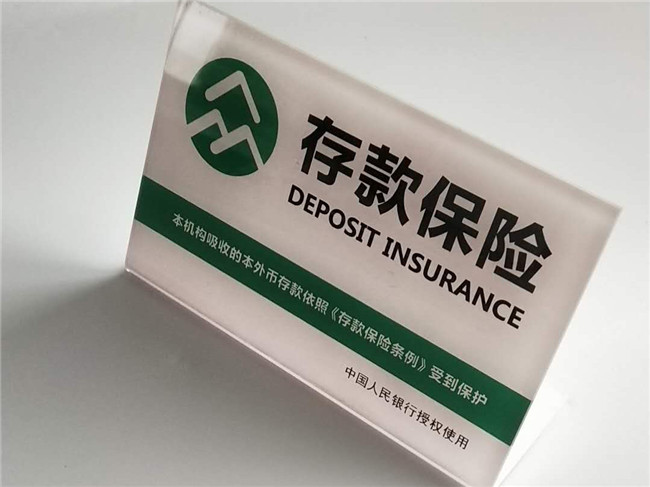 存款保险
DEPOSIT INSURANCE
本机构吸收的本外币存款依照《存款保险条例》受到保护
中国人民银行授权使用